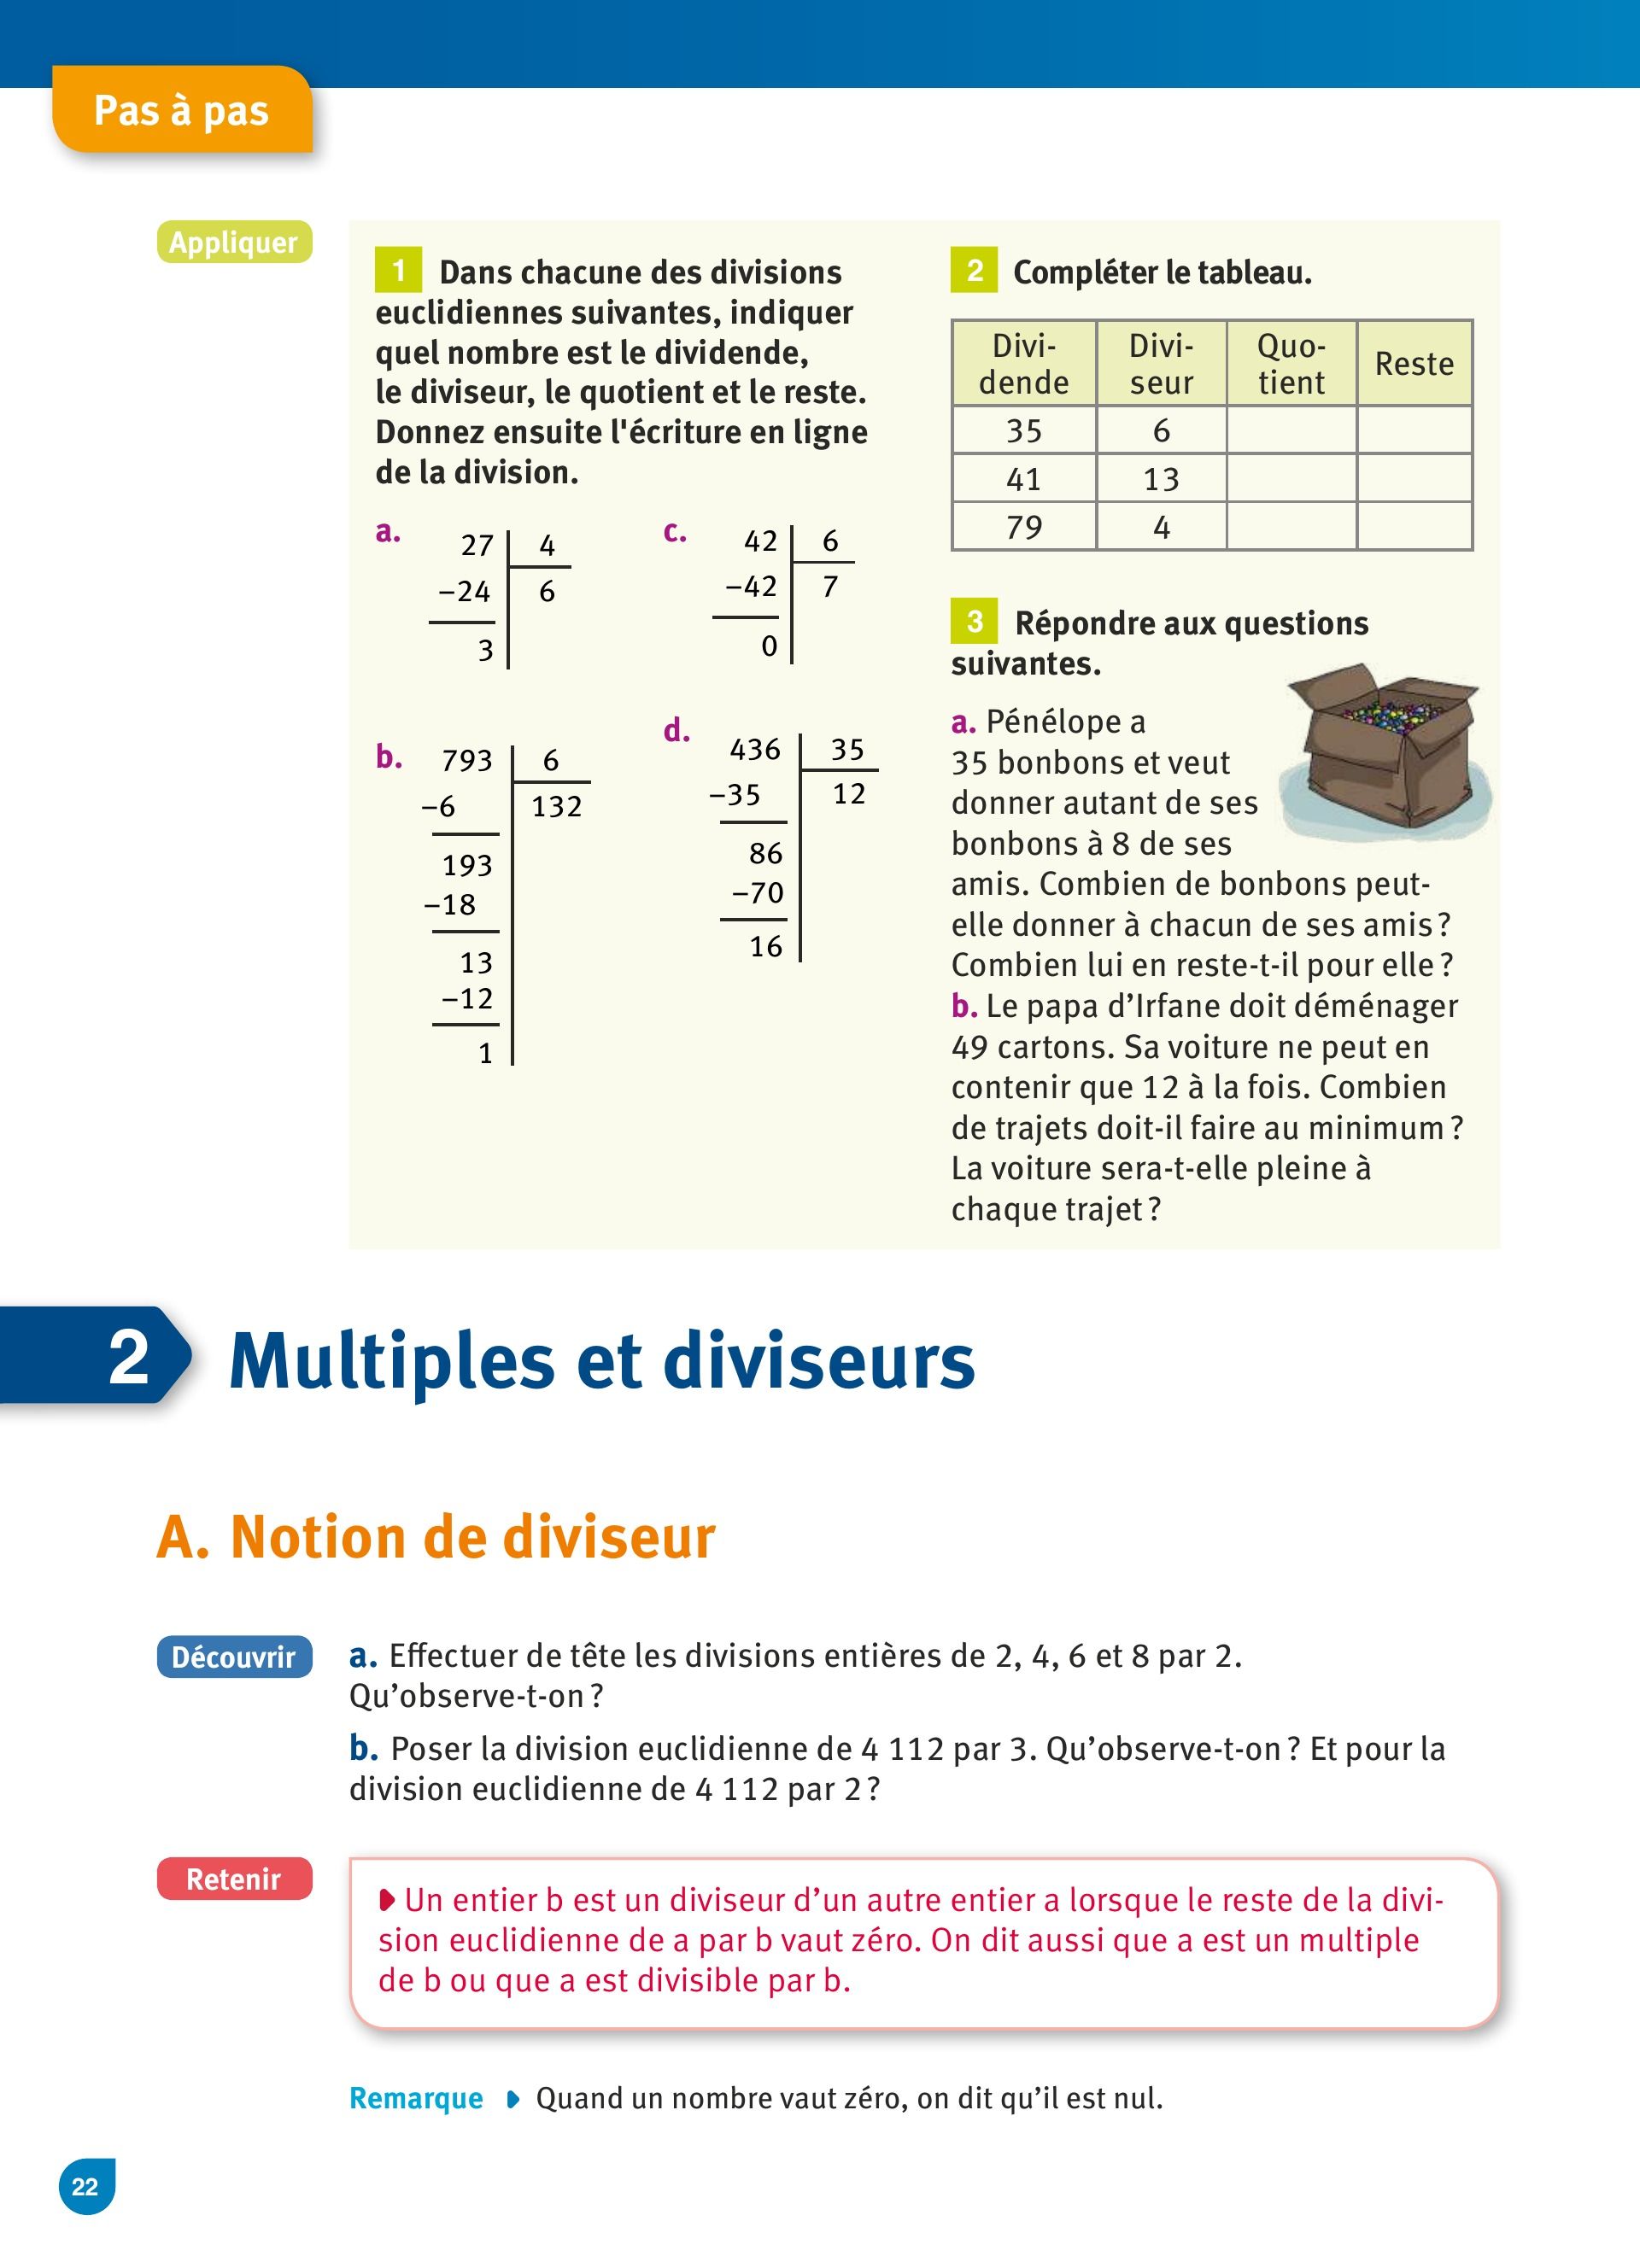 Pas à pas
Appliquer
1 Dans chacune des divisions
euclidiennes suivantes, indiquer
quel nombre est le dividende,
le diviseur, le quotient et le reste.
Donnez ensuite l'écriture en ligne
de la division.
a.
27 4
–24 6
3
b.
793 6
–6 132
193
–18
13
–12
1
c.
42 6
–42 7
0
d.
436 35
–35 12
86
–70
16
2 Compléter le tableau.
Divi- Divi- Quo- Reste
dende seur tient
35 6
41 13
79 4
3 Répondre aux questions
suivantes.
a. Pénélope a
35 bonbons et veut
donner autant de ses
bonbons à 8 de ses
amis. Combien de bonbons peut-
elle donner à chacun de ses amis ?
Combien lui en reste-t-il pour elle ?
b. Le papa d’Irfane doit déménager
49 cartons. Sa voiture ne peut en
contenir que 12 à la fois. Combien
de trajets doit-il faire au minimum ?
La voiture sera-t-elle pleine à
chaque trajet ?
2 Multiples et diviseurs
A. Notion de diviseur
Découvrir
a. Effectuer de tête les divisions entières de 2, 4, 6 et 8 par 2.
Qu’observe-t-on ?
b. Poser la division euclidienne de 4 112 par 3. Qu’observe-t-on ? Et pour la
division euclidienne de 4 112 par 2 ?
Retenir
Un entier b est un diviseur d’un autre entier a lorsque le reste de la divi-
sion euclidienne de a par b vaut zéro. On dit aussi que a est un multiple
de b ou que a est divisible par b.
Remarque Quand un nombre vaut zéro, on dit qu’il est nul.
22